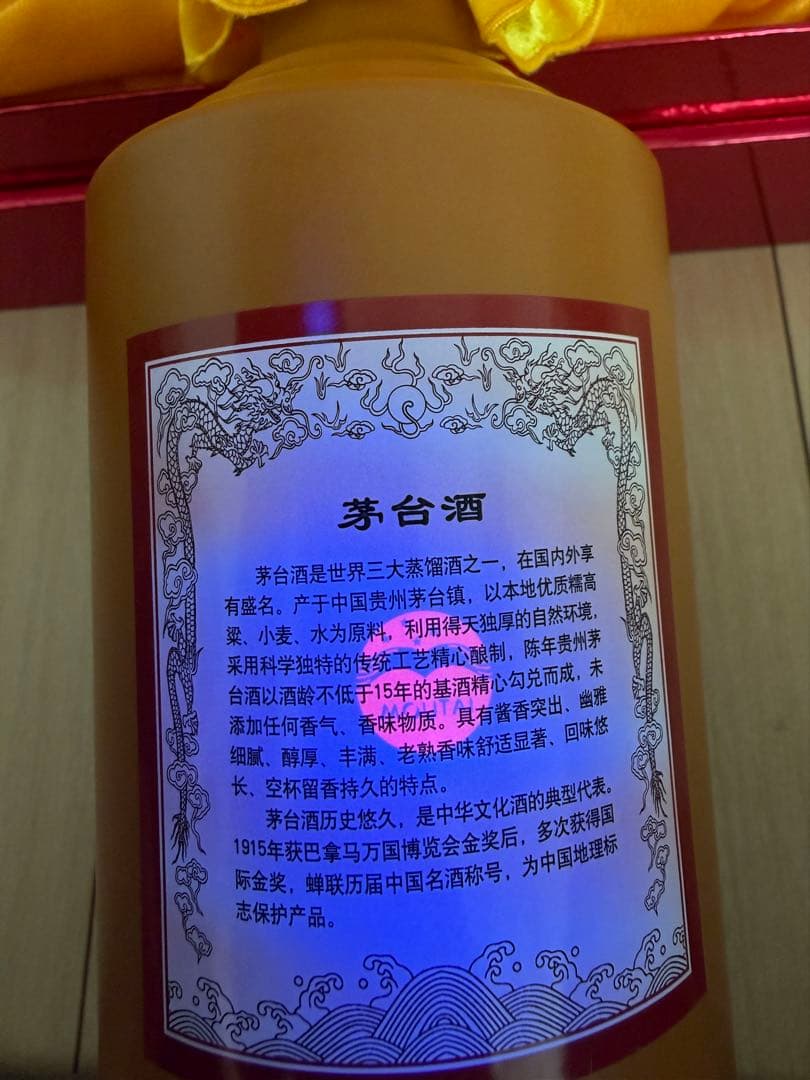 茅台酒
茅台酒是世界三大蒸馏酒之一，在国内外享
有盛名。产于中国贵州茅台镇，以本地优质糯高
粱、小麦、水为原料，利用得天独厚的自然环境，
采用科学独特的传统工艺精心酿制，陈年贵州茅
台酒以酒龄不低于15年的基酒精心勾兑而成，未
添加任何香气、香味物质。具有酱香突出、幽雅
细腻、醇厚、丰满、老熟香味舒适显著、回味悠
长、空杯留香持久的特点。
茅台酒历史悠久，是中华文化酒的典型代表。
1915年获巴拿马万国博览会金奖后，多次获得国
际金奖，蝉联历届中国名酒称号，为中国地理标
志保护产品。
MOUTAI